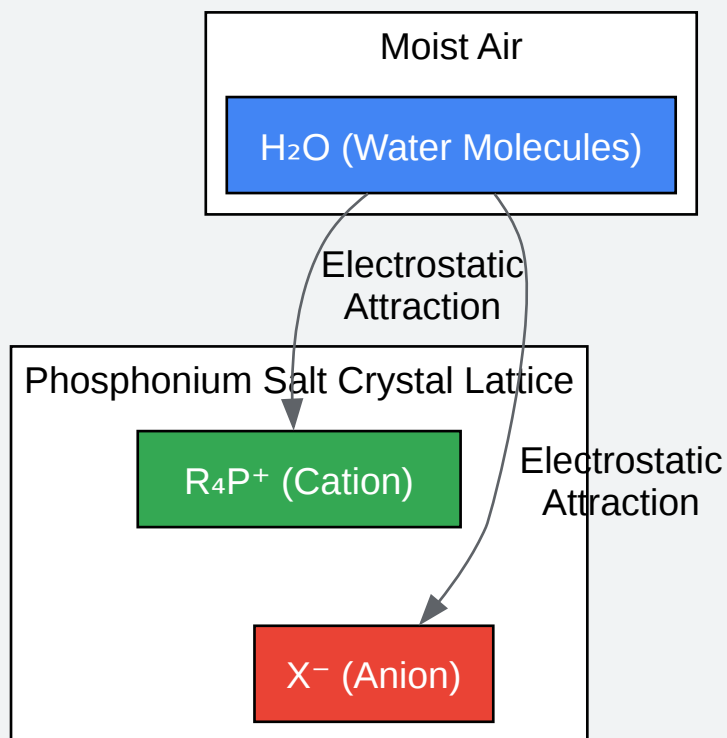 Moist Air
H₂O (Water Molecules)
Electrostatic
Attraction
Phosphonium Salt Crystal Lattice
R₄P⁺ (Cation)
Electrostatic
Attraction
X⁻ (Anion)